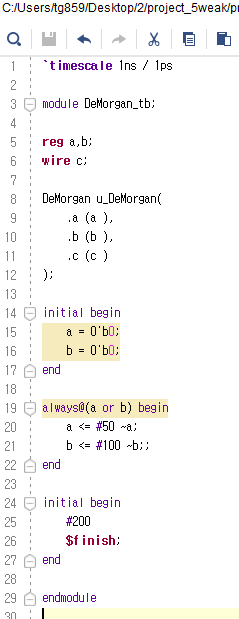 C:/Users/tg859/Desktop/2/project_5weak/pr
1 `timescale 1ns / 1ps
2
3 module DeMorgan_tb;
4
5 reg a,b;
6 wire c;
7
8 DeMorgan u_DeMorgan(
9 .a (a ),
10 .b (b ),
11 .c (c )
12 );
13
14 initial begin
15 a = 0'b0;
16 b = 0'b0;
17 end
18
19 always@(a or b) begin
20 a <= #50 ~a;
21 b <= #100 ~b;;
22 end
23
24 initial begin
25 #200
26 $finish;
27 end
28
29 endmodule
30